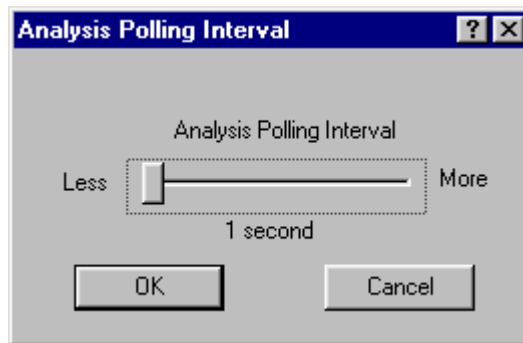 Analysis Polling Interval
Analysis Polling Interval
Less More
1 second
OK Cancel